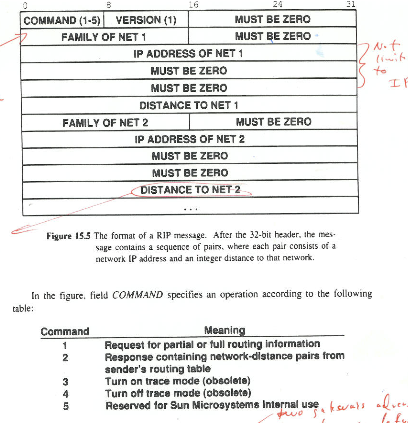 0 8 16 24 31
COMMAND (1-5) VERSION (1) MUST BE ZERO
FAMILY OF NET 1 MUST BE ZERO
IP ADDRESS OF NET 1
MUST BE ZERO
MUST BE ZERO
DISTANCE TO NET 1
FAMILY OF NET 2 MUST BE ZERO
IP ADDRESS OF NET 2
MUST BE ZERO
MUST BE ZERO
DISTANCE TO NET 2
...
Not
to
Figure 15.5 The format of a RIP message. After the 32-bit header, the mes-
sage contains a sequence of pairs, where each pair consists of a
network IP address and an integer distance to that network.
In the figure, field COMMAND specifies an operation according to the following
table:
Command Meaning
1 Request for partial or full routing information
2 Response containing network-distance pairs from
sender's routing table
3 Turn on trace mode (obsolete)
4 Turn off trace mode (obsolete)
5 Reserved for Sun Microsystems internal use
two gateways